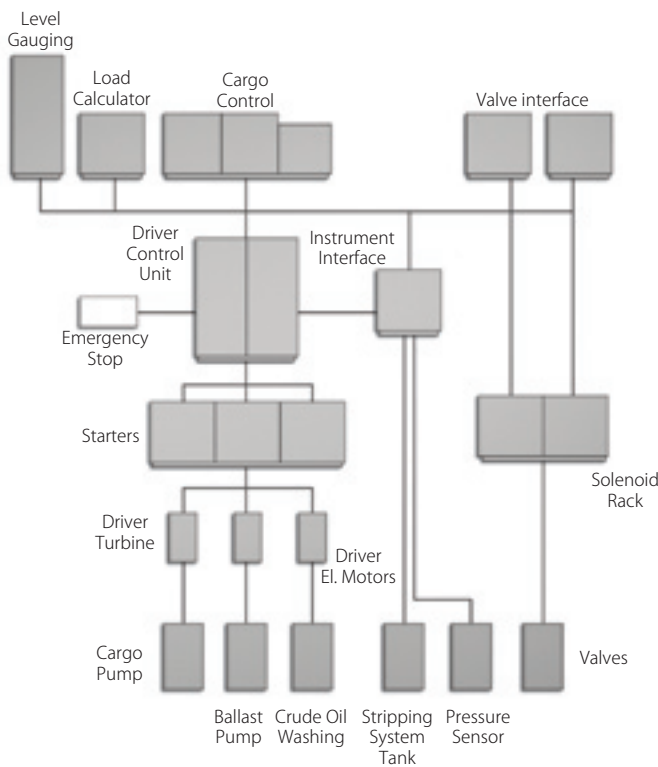 Level
Gauging
Load
Calculator
Cargo
Control
Valve interface
Driver
Control
Unit
Instrument
Interface
Emergency
Stop
Starters
Solenoid
Rack
Driver
Turbine
Driver
El. Motors
Cargo
Pump
Valves
Ballast
Pump
Crude Oil
Washing
Stripping
System
Tank
Pressure
Sensor